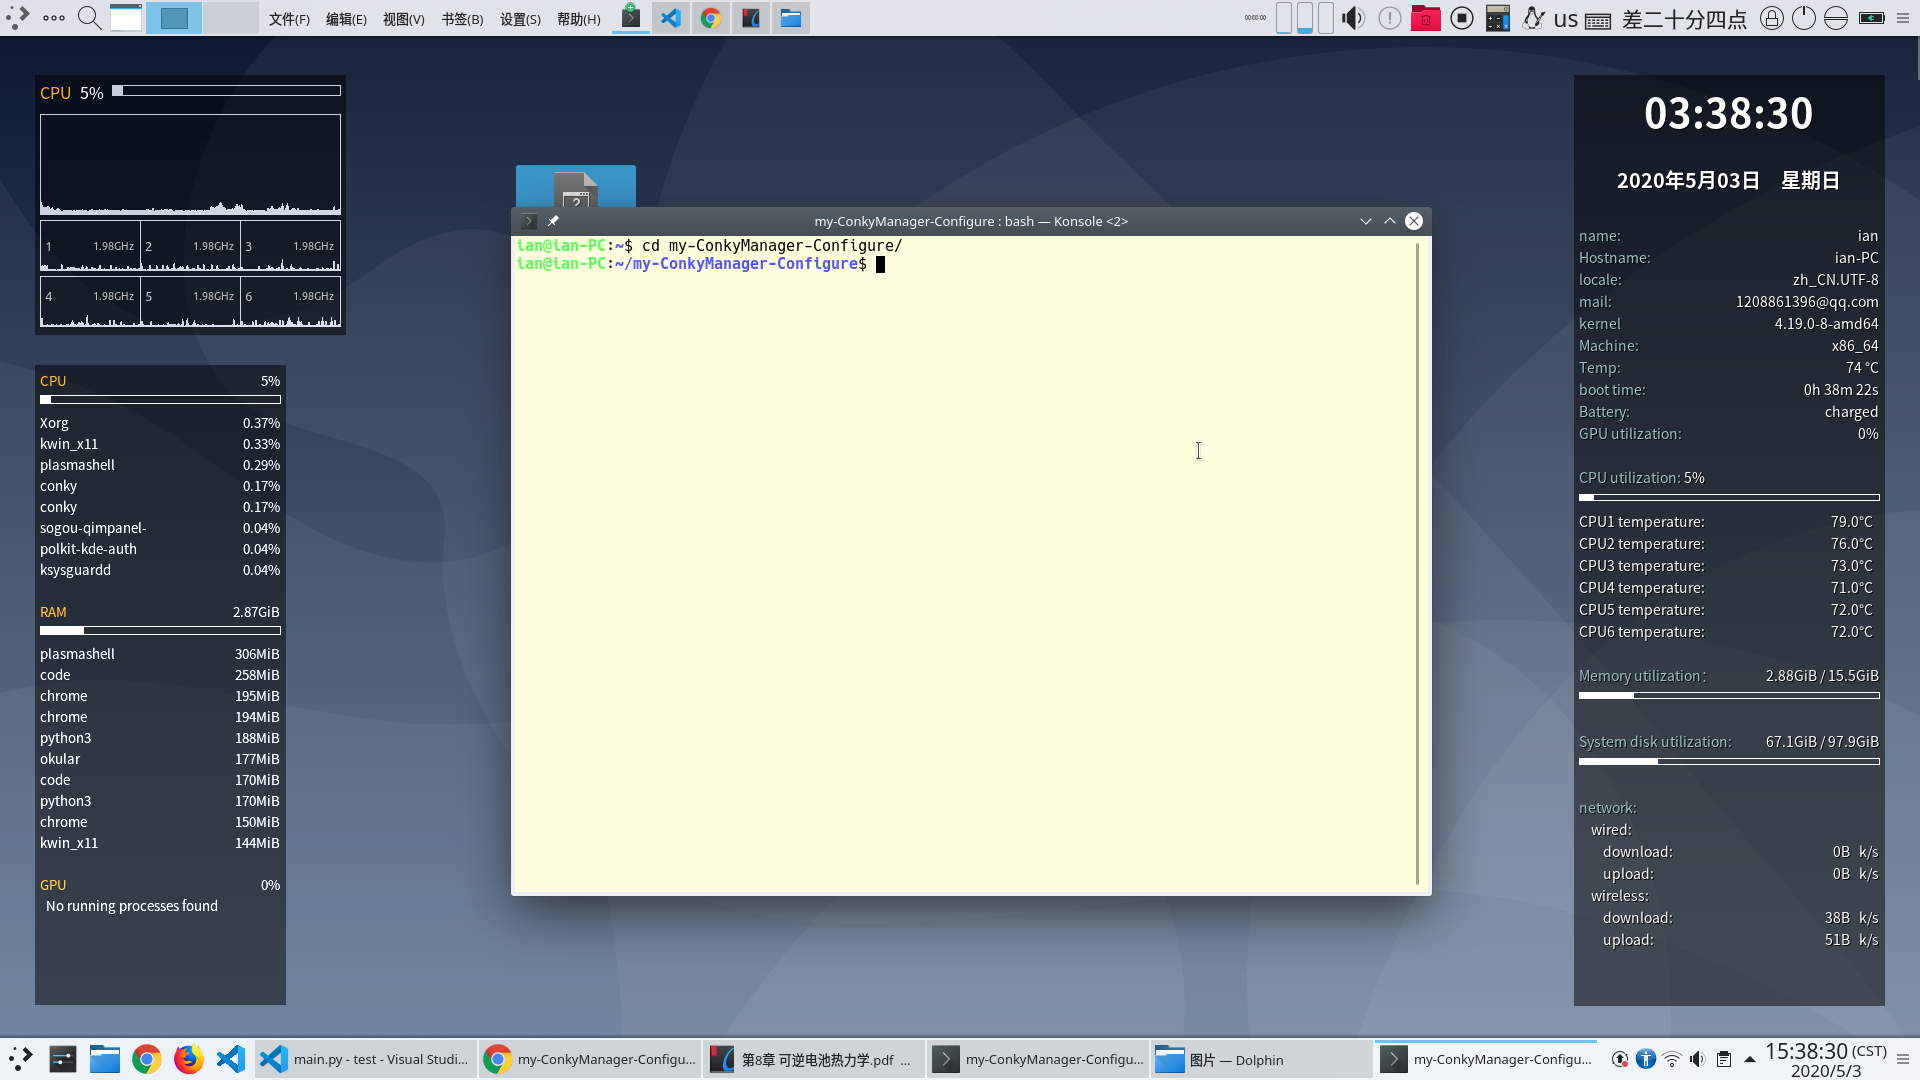 文件(F) 编辑(E) 视图(V) 书签(B) 设置(S) 帮助(H)
us 差二十分四点
CPU 5%
1 1.98GHz 2 1.98GHz 3 1.98GHz
4 1.98GHz 5 1.98GHz 6 1.98GHz
CPU 5%
Xorg 0.37%
kwin_x11 0.33%
plasmashell 0.29%
conky 0.17%
conky 0.17%
sogou-qimpanel- 0.04%
polkit-kde-auth 0.04%
ksysguardd 0.04%
RAM 2.87GiB
plasmashell 306MiB
code 258MiB
chrome 195MiB
chrome 194MiB
python3 188MiB
okular 177MiB
code 170MiB
python3 170MiB
chrome 150MiB
kwin_x11 144MiB
GPU 0%
No running processes found
my-ConkyManager-Configure : bash — Konsole <2>
ian@ian-PC:~$ cd my-ConkyManager-Configure/
ian@ian-PC:~/my-ConkyManager-Configure$
03:38:30
2020年5月03日 星期日
name: ian
Hostname: ian-PC
locale: zh_CN.UTF-8
mail: 1208861396@qq.com
kernel 4.19.0-8-amd64
Machine: x86_64
Temp: 74 °C
boot time: 0h 38m 22s
Battery: charged
GPU utilization: 0%
CPU utilization: 5%
CPU1 temperature: 79.0°C
CPU2 temperature: 76.0°C
CPU3 temperature: 73.0°C
CPU4 temperature: 71.0°C
CPU5 temperature: 72.0°C
CPU6 temperature: 72.0°C
Memory utilization： 2.88GiB / 15.5GiB
System disk utilization: 67.1GiB / 97.9GiB
network:
wired:
download: 0B k/s
upload: 0B k/s
wireless:
download: 38B k/s
upload: 51B k/s
main.py - test - Visual Studi... my-ConkyManager-Configu... 第8章 可逆电池热力学.pdf ... my-ConkyManager-Configu... 图片 — Dolphin my-ConkyManager-Configu... 15:38:30 (CST)
2020/5/3